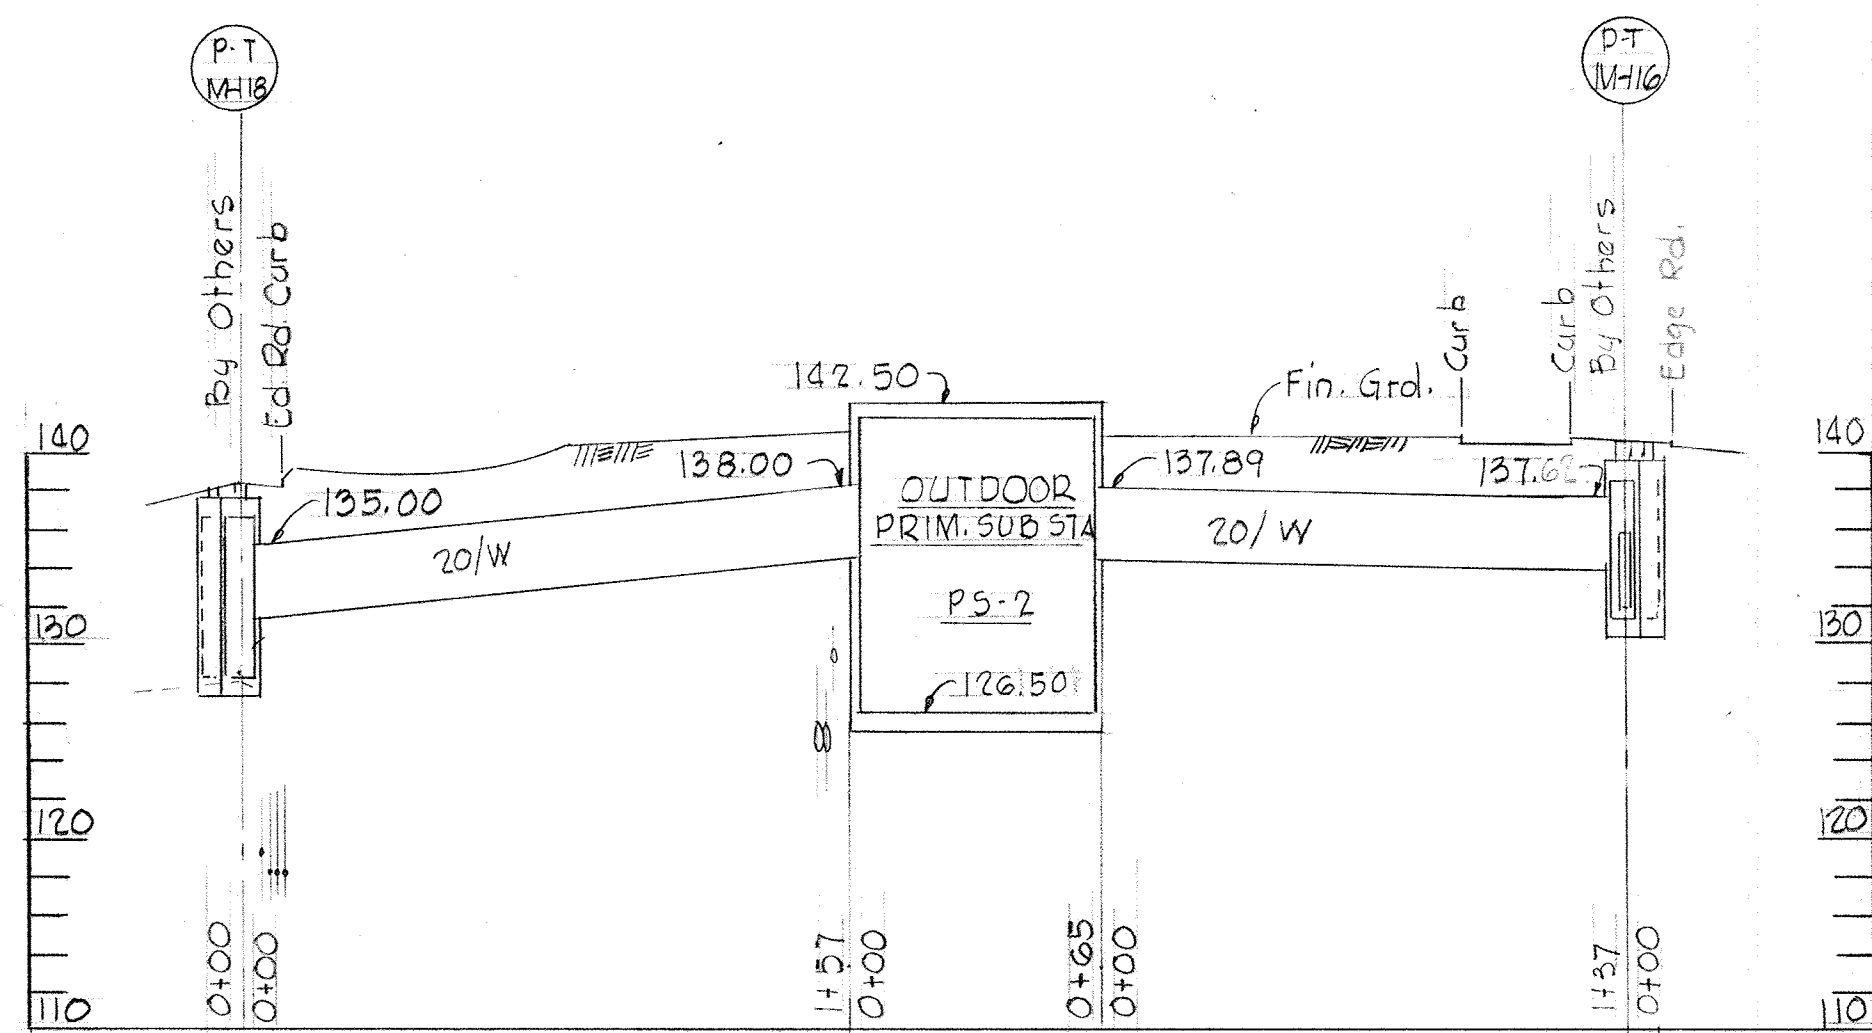 P-T
MH18
P-T
MH16
By Others
Ed. Rd. Curb
Curb
Curb
By Others
Edge Rd.
142.50
Fin. Grd.
140
140
138.00
137.89
137.62
135.00
OUTDOOR
PRIM. SUB STA
20/W
20/W
PS-2
130
130
126.50
120
120
0+00
0+00
1+57
0+00
0+65
0+00
1+37
0+00
110
110